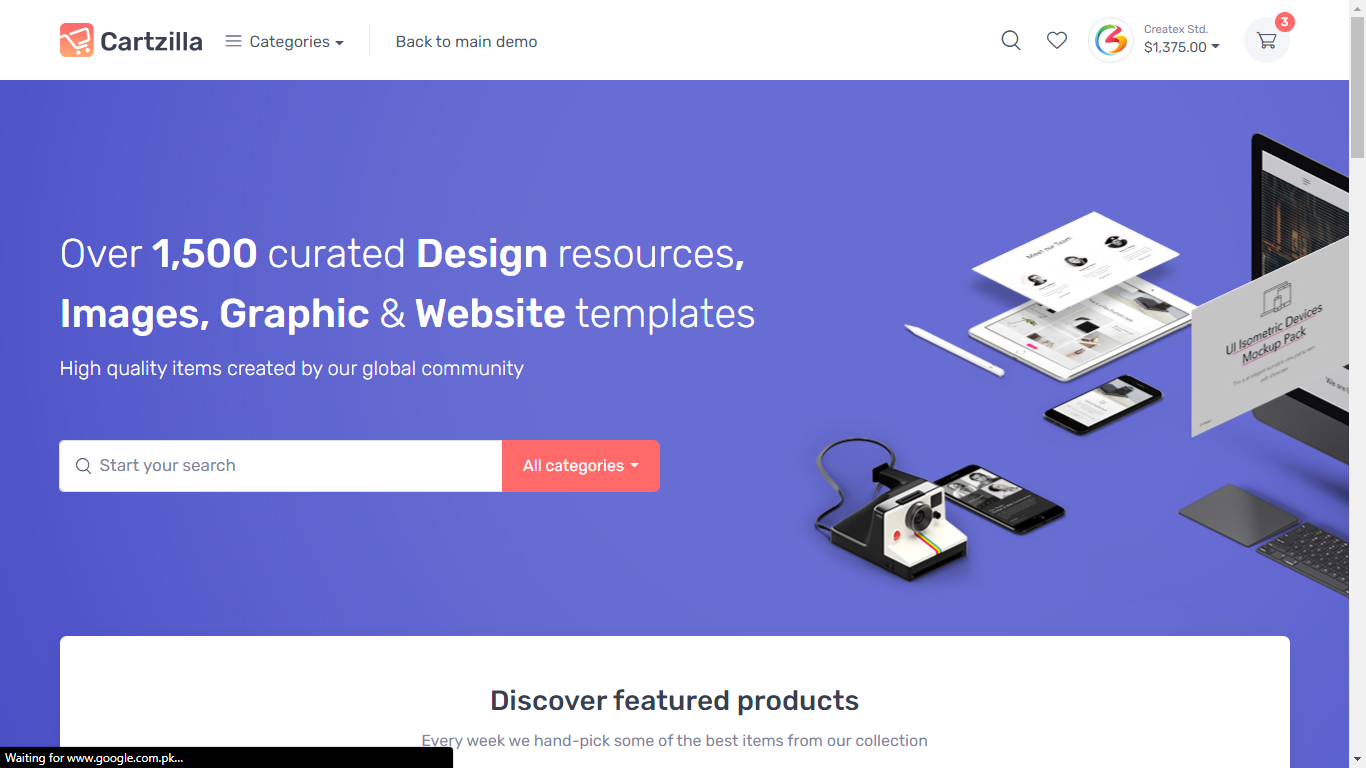 Cartzilla
Categories
Back to main demo
Createx Std.
$1,375.00
3
Over 1,500 curated Design resources,
Images, Graphic & Website templates
High quality items created by our global community
Start your search
All categories
Meet our Team
UI Isometric Devices
Mockup Pack
Discover featured products
Every week we hand-pick some of the best items from our collection
Waiting for www.google.com.pk...